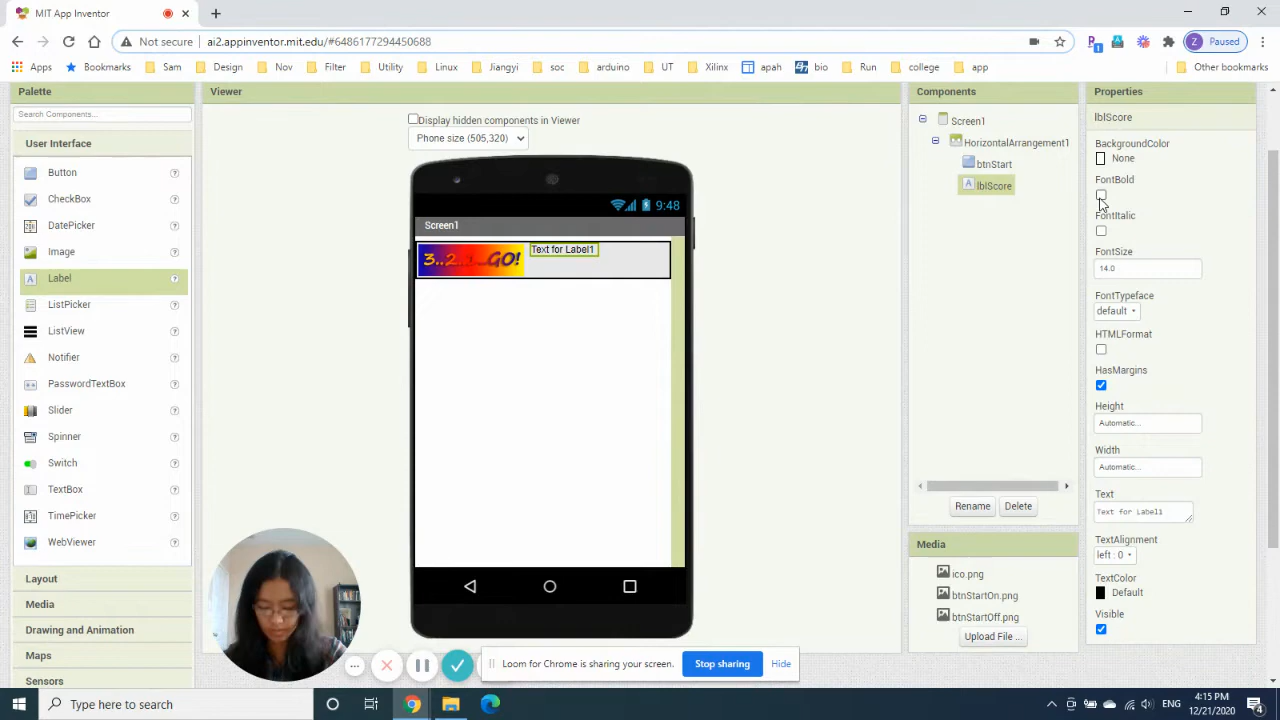 MIT App Inventor
Not secure
ai2.appinventor.mit.edu/#6486177294450688
Z Paused
Apps
Bookmarks
Sam
Design
Nov
Filter
Utility
Linux
Jiangyi
soc
arduino
UT
Xilinx
apah
bio
Run
college
app
Other bookmarks
Palette
Viewer
Components
Properties
Search Components...
User Interface
Button
CheckBox
DatePicker
Image
Label
ListPicker
ListView
Notifier
PasswordTextBox
Slider
Spinner
Switch
TextBox
TimePicker
WebViewer
Layout
Media
Drawing and Animation
Maps
Sensors
Display hidden components in Viewer
Phone size (505,320)
9:48
Screen1
3..2..1...GO!
Text for Label1
Screen1
HorizontalArrangement1
btnStart
lblScore
Rename
Delete
Media
ico.png
btnStartOn.png
btnStartOff.png
Upload File ...
lblScore
BackgroundColor
None
FontBold
FontItalic
FontSize
14.0
FontTypeface
default
HTMLFormat
HasMargins
Height
Automatic...
Width
Automatic...
Text
Text for Label1
TextAlignment
left : 0
TextColor
Default
Visible
Loom for Chrome is sharing your screen.
Stop sharing
Hide
Type here to search
4:15 PM
12/21/2020
4